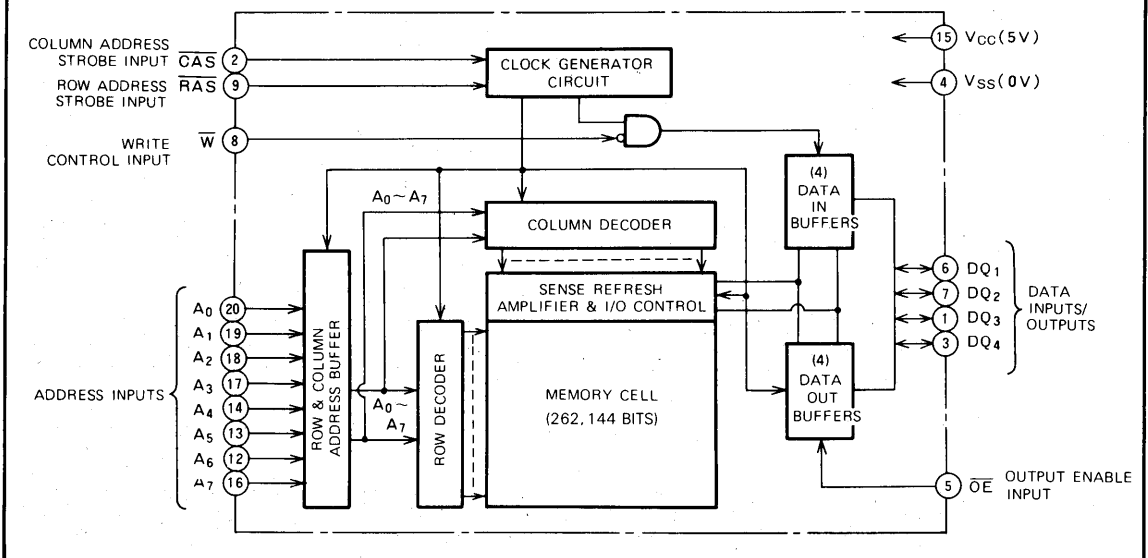 COLUMN ADDRESS
STROBE INPUT C̅A̅S̅ 2
ROW ADDRESS R̅A̅S̅ 9
STROBE INPUT
WRITE W̅ 8
CONTROL INPUT
CLOCK GENERATOR
CIRCUIT
15 VCC(5V)
4 VSS(0V)
A0~A7
COLUMN DECODER
(4)
DATA
IN
BUFFERS
SENSE REFRESH
AMPLIFIER & I/O CONTROL
6 DQ1
7 DQ2
1 DQ3
3 DQ4
DATA
INPUTS/
OUTPUTS
ADDRESS INPUTS
A0 20
A1 19
A2 18
A3 17
A4 14
A5 13
A6 12
A7 16
ROW & COLUMN
ADDRESS BUFFER
A0~
A7
ROW DECODER
MEMORY CELL
(262,144 BITS)
(4)
DATA
OUT
BUFFERS
5 O̅E̅ OUTPUT ENABLE
INPUT